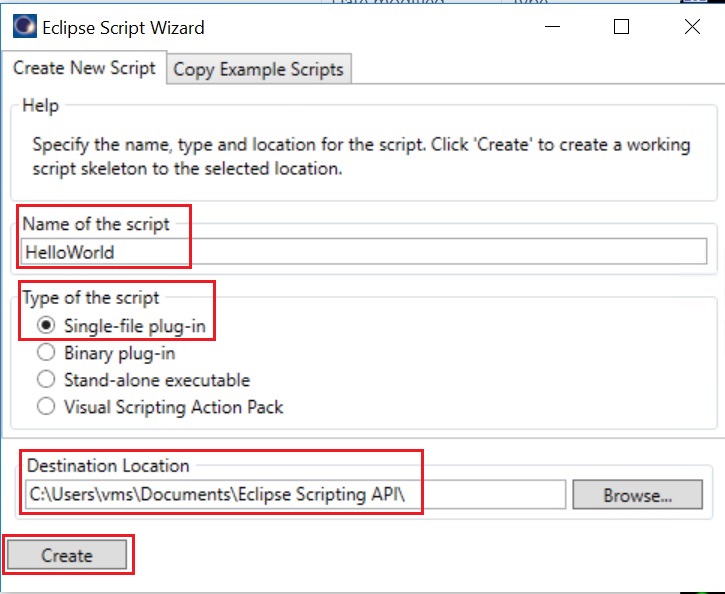 Eclipse Script Wizard
Create New Script
Copy Example Scripts
Help
Specify the name, type and location for the script. Click 'Create' to create a working
script skeleton to the selected location.
Name of the script
HelloWorld
Type of the script
Single-file plug-in
Binary plug-in
Stand-alone executable
Visual Scripting Action Pack
Destination Location
C:\Users\vms\Documents\Eclipse Scripting API\
Browse...
Create